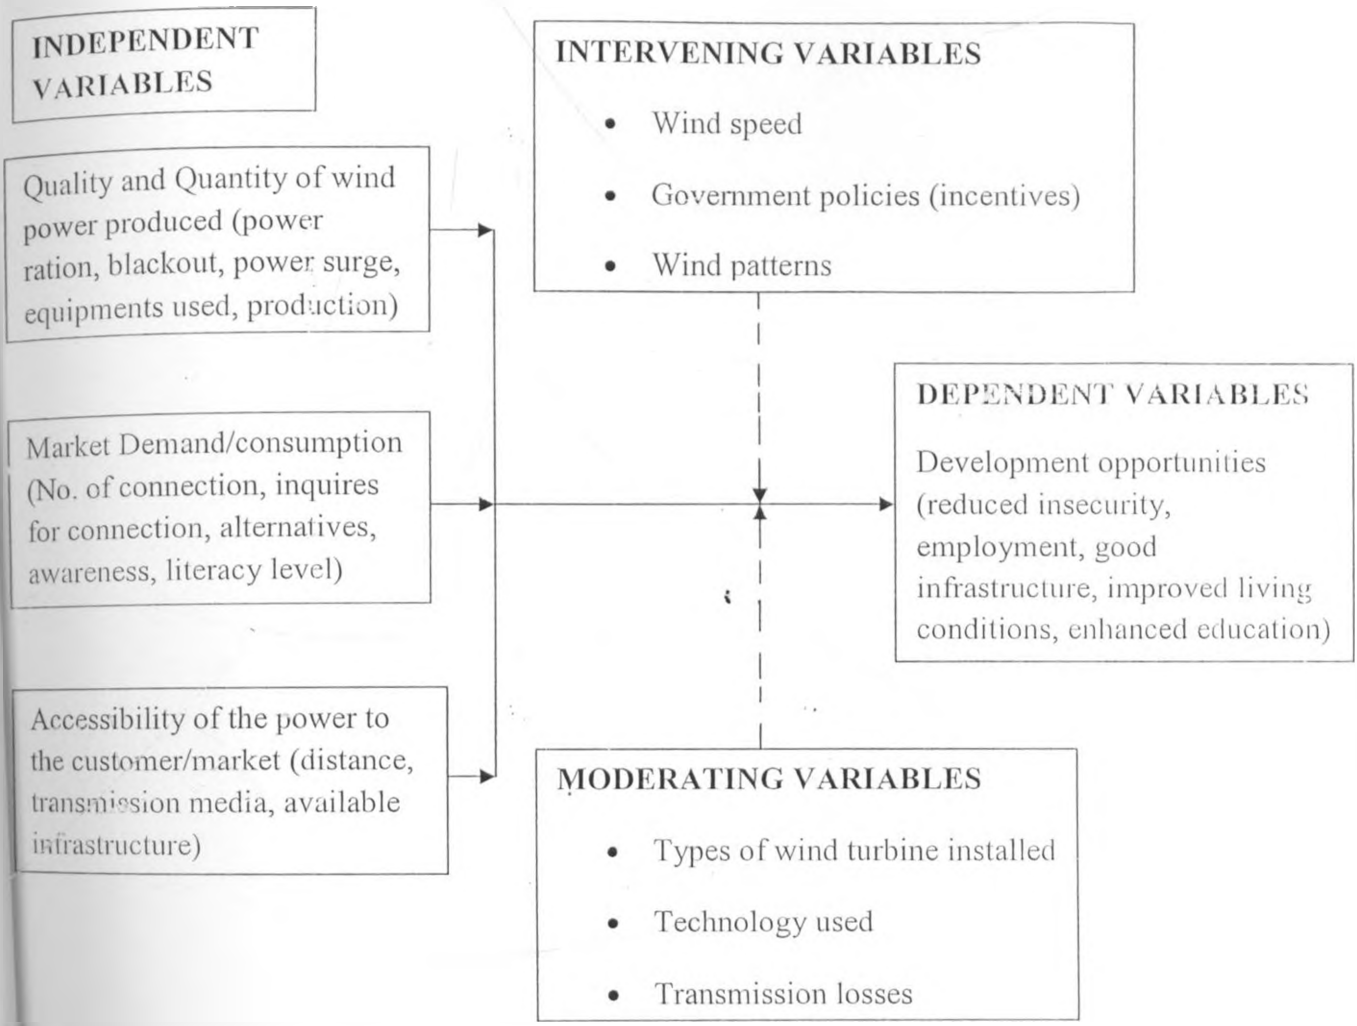 INDEPENDENT
VARIABLES
Quality and Quantity of wind
power produced (power
ration, blackout, power surge,
equipments used, production)
Market Demand/consumption
(No. of connection, inquires
for connection, alternatives,
awareness, literacy level)
Accessibility of the power to
the customer/market (distance,
transmission media, available
infrastructure)
INTERVENING VARIABLES
• Wind speed
• Government policies (incentives)
• Wind patterns
DEPENDENT VARIABLES
Development opportunities
(reduced insecurity,
employment, good
infrastructure, improved living
conditions, enhanced education)
MODERATING VARIABLES
• Types of wind turbine installed
• Technology used
• Transmission losses